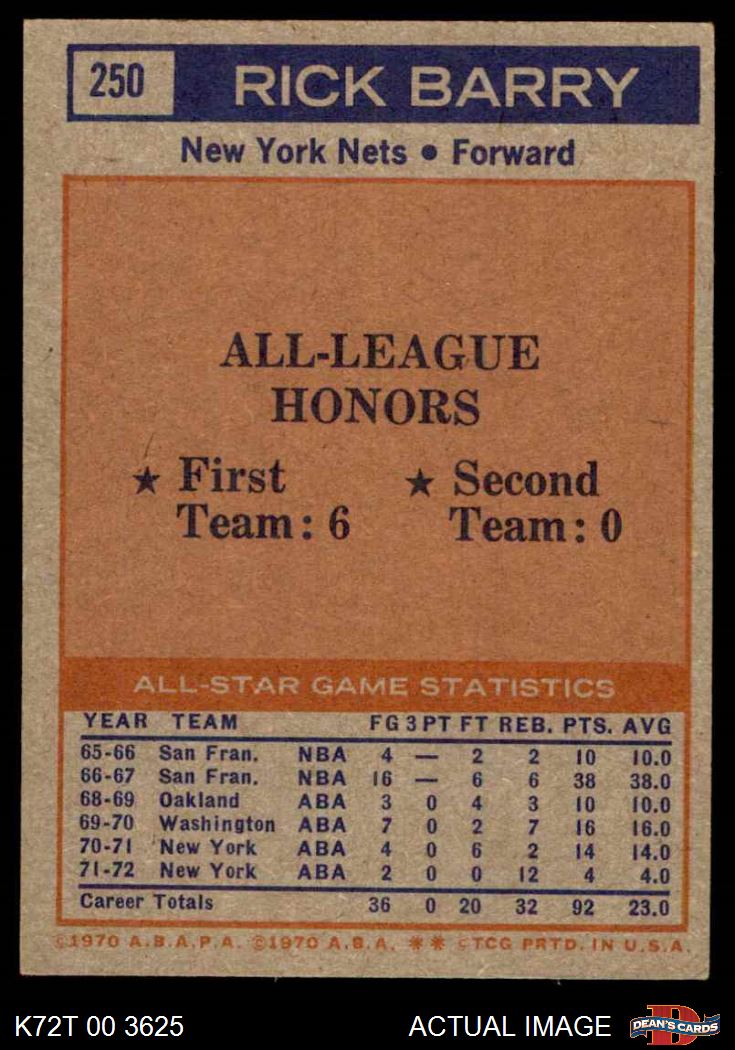 250 RICK BARRY
New York Nets • Forward
ALL-LEAGUE
HONORS
★ First ★ Second
Team: 6 Team: 0
ALL-STAR GAME STATISTICS
YEAR TEAM FG 3PT FT REB. PTS. AVG
65-66 San Fran. NBA 4 — 2 2 10 10.0
66-67 San Fran. NBA 16 — 6 6 38 38.0
68-69 Oakland ABA 3 0 4 3 10 10.0
69-70 Washington ABA 7 0 2 7 16 16.0
70-71 New York ABA 4 0 6 2 14 14.0
71-72 New York ABA 2 0 0 12 4 4.0
Career Totals 36 0 20 32 92 23.0
©1970 A.B.A.P.A. ©1970 A.B.A. ** ©TCG PRTD. IN U.S.A.
K72T 00 3625 ACTUAL IMAGE DEAN'S CARDS